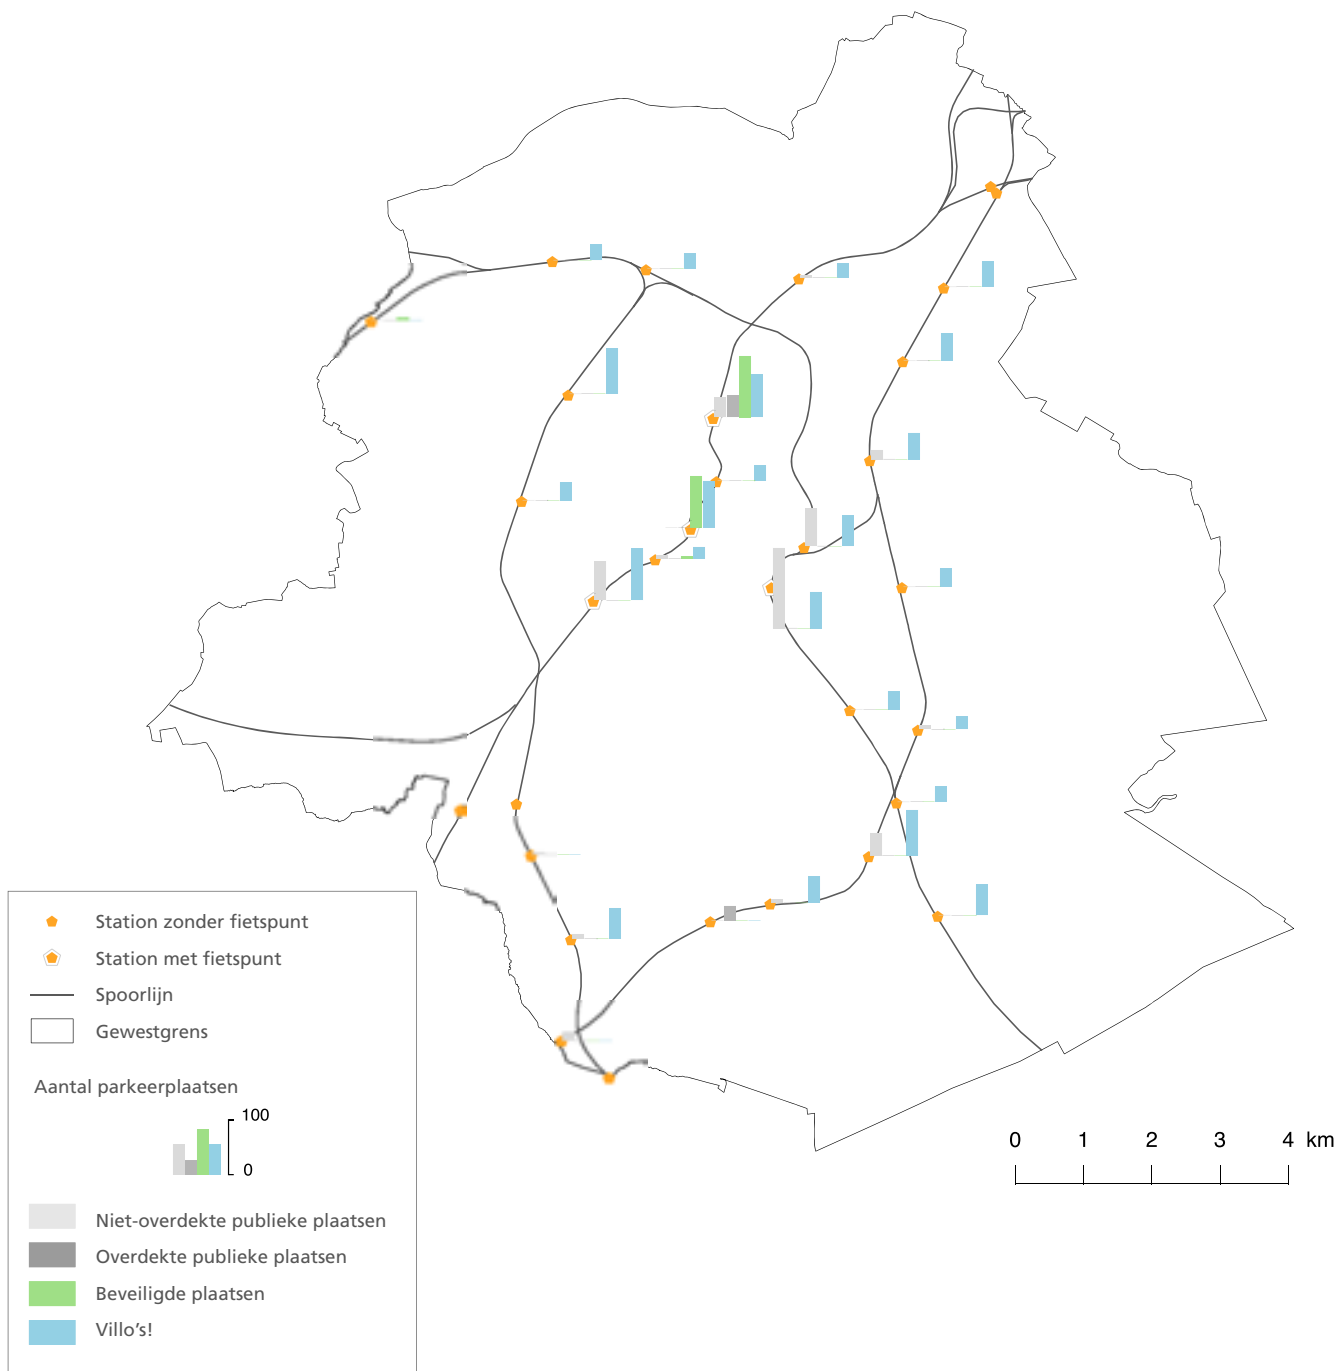 Station zonder fietspunt
Station met fietspunt
Spoorlijn
Gewestgrens
Aantal parkeerplaatsen
100
0
Niet-overdekte publieke plaatsen
Overdekte publieke plaatsen
Beveiligde plaatsen
Villo's!
0 1 2 3 4 km